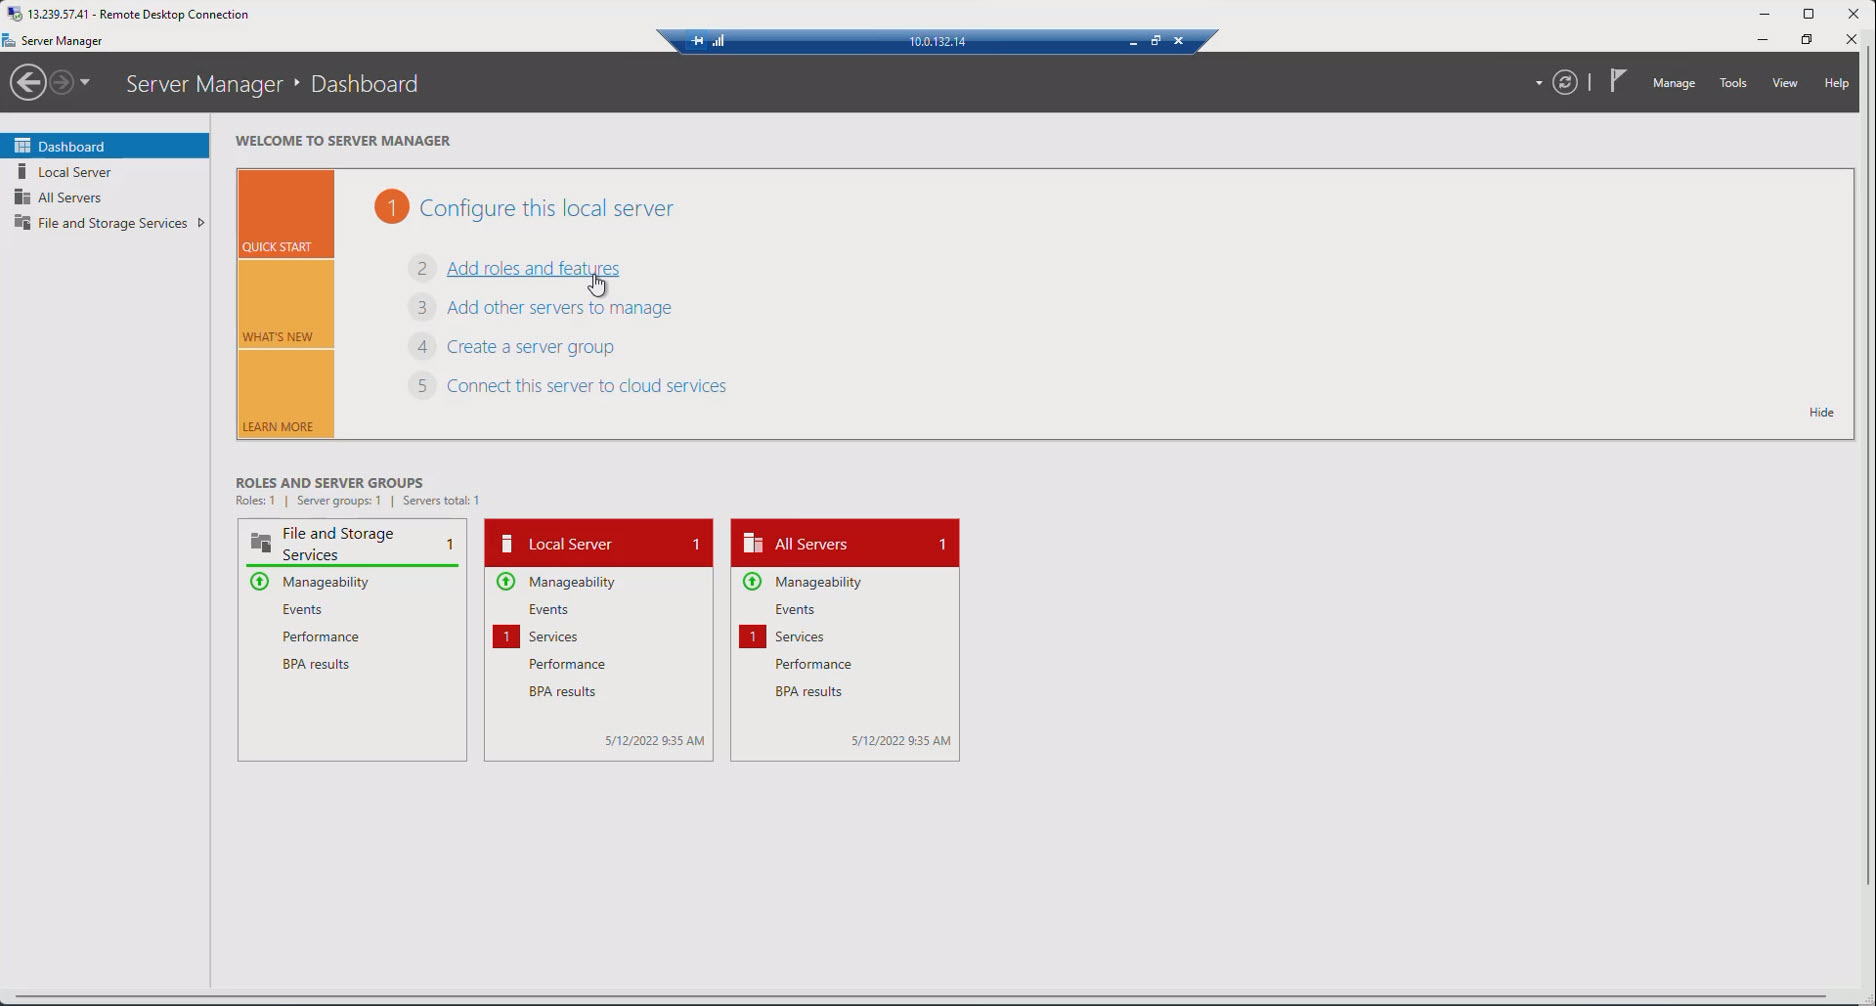 13.239.57.41 - Remote Desktop Connection
Server Manager
10.0.132.14
Server Manager ‣ Dashboard
Manage
Tools
View
Help
Dashboard
Local Server
All Servers
File and Storage Services
WELCOME TO SERVER MANAGER
QUICK START
WHAT'S NEW
LEARN MORE
1 Configure this local server
2 Add roles and features
3 Add other servers to manage
4 Create a server group
5 Connect this server to cloud services
Hide
ROLES AND SERVER GROUPS
Roles: 1 | Server groups: 1 | Servers total: 1
File and Storage
Services
1
Manageability
Events
Performance
BPA results
Local Server 1
Manageability
Events
1 Services
Performance
BPA results
5/12/2022 9:35 AM
All Servers 1
Manageability
Events
1 Services
Performance
BPA results
5/12/2022 9:35 AM